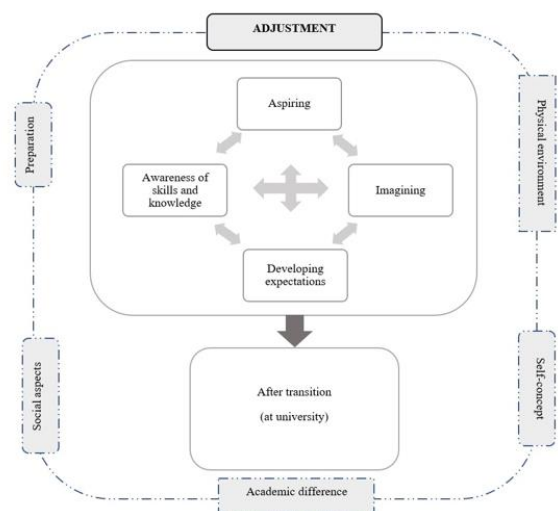 ADJUSTMENT
Aspiring
Preparation
Physical environment
Awareness of
skills and
knowledge
Imagining
Developing
expectations
Social aspects
After transition
(at university)
Self-concept
Academic difference